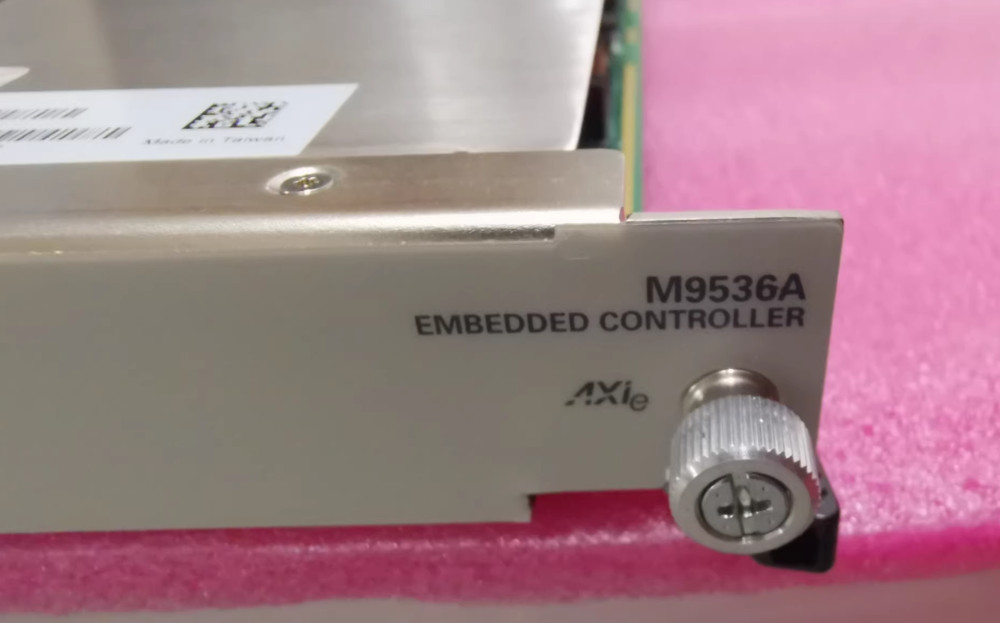 Made in Taiwan
M9536A
EMBEDDED CONTROLLER
AXIe